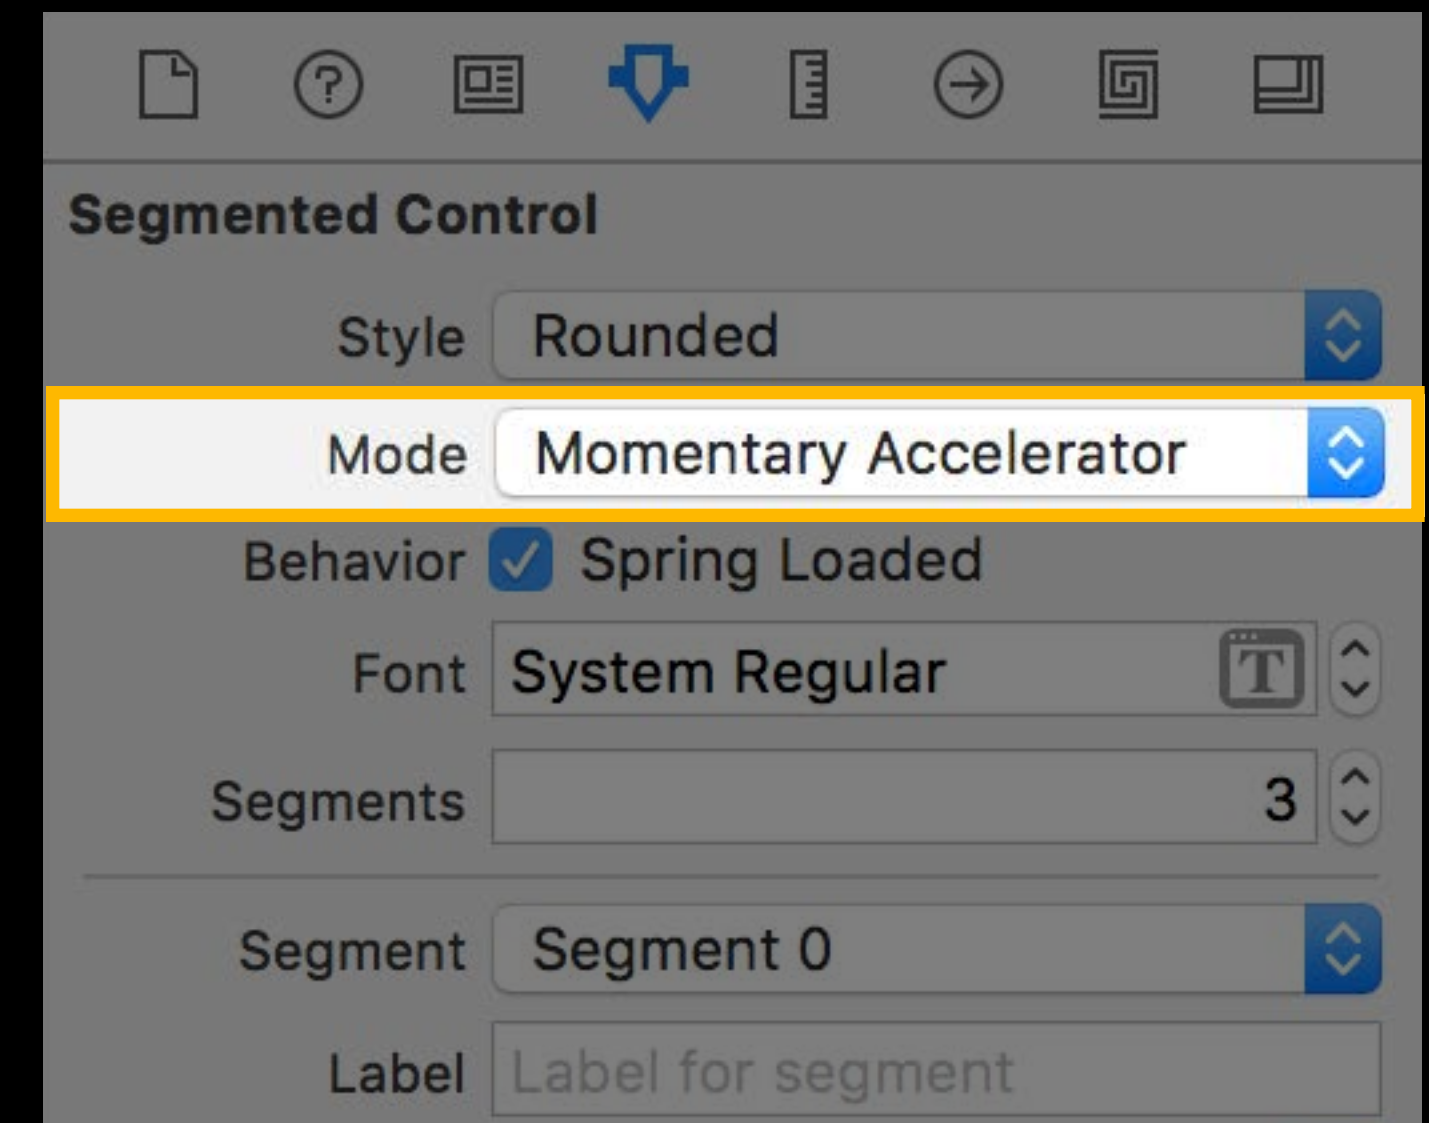 Segmented Control
Style Rounded
Mode Momentary Accelerator
Behavior Spring Loaded
Font System Regular T
Segments 3
Segment Segment 0
Label Label for segment